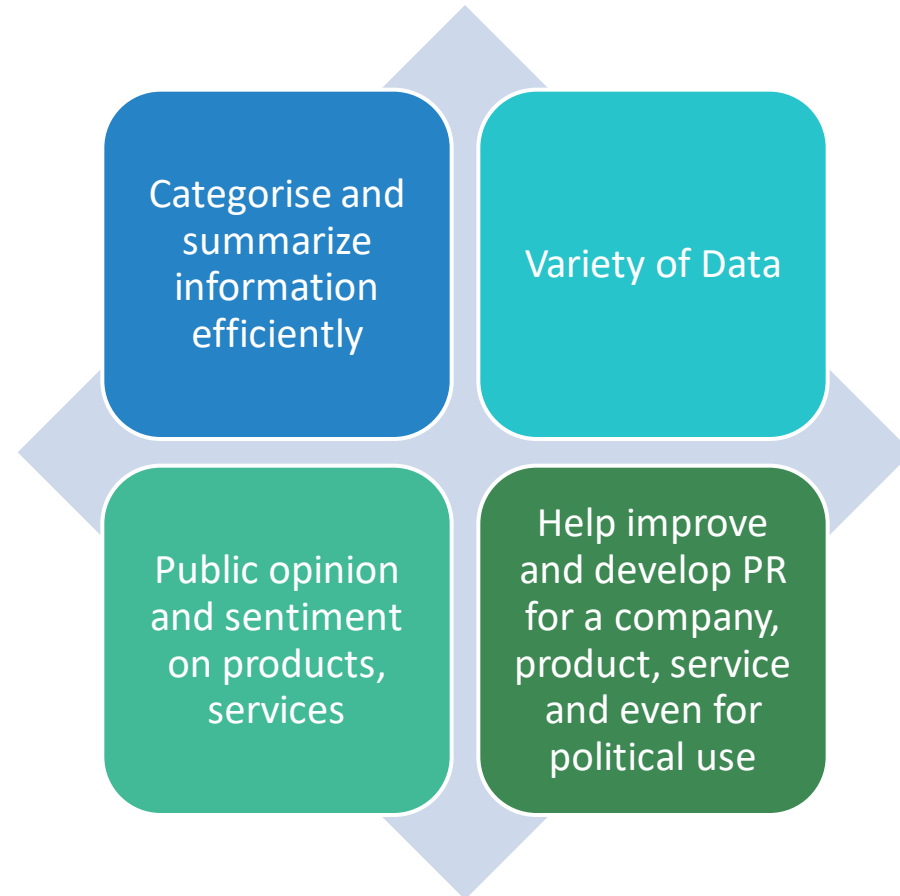 Categorise and
summarize
information
efficiently
Variety of Data
Public opinion
and sentiment
on products,
services
Help improve
and develop PR
for a company,
product, service
and even for
political use